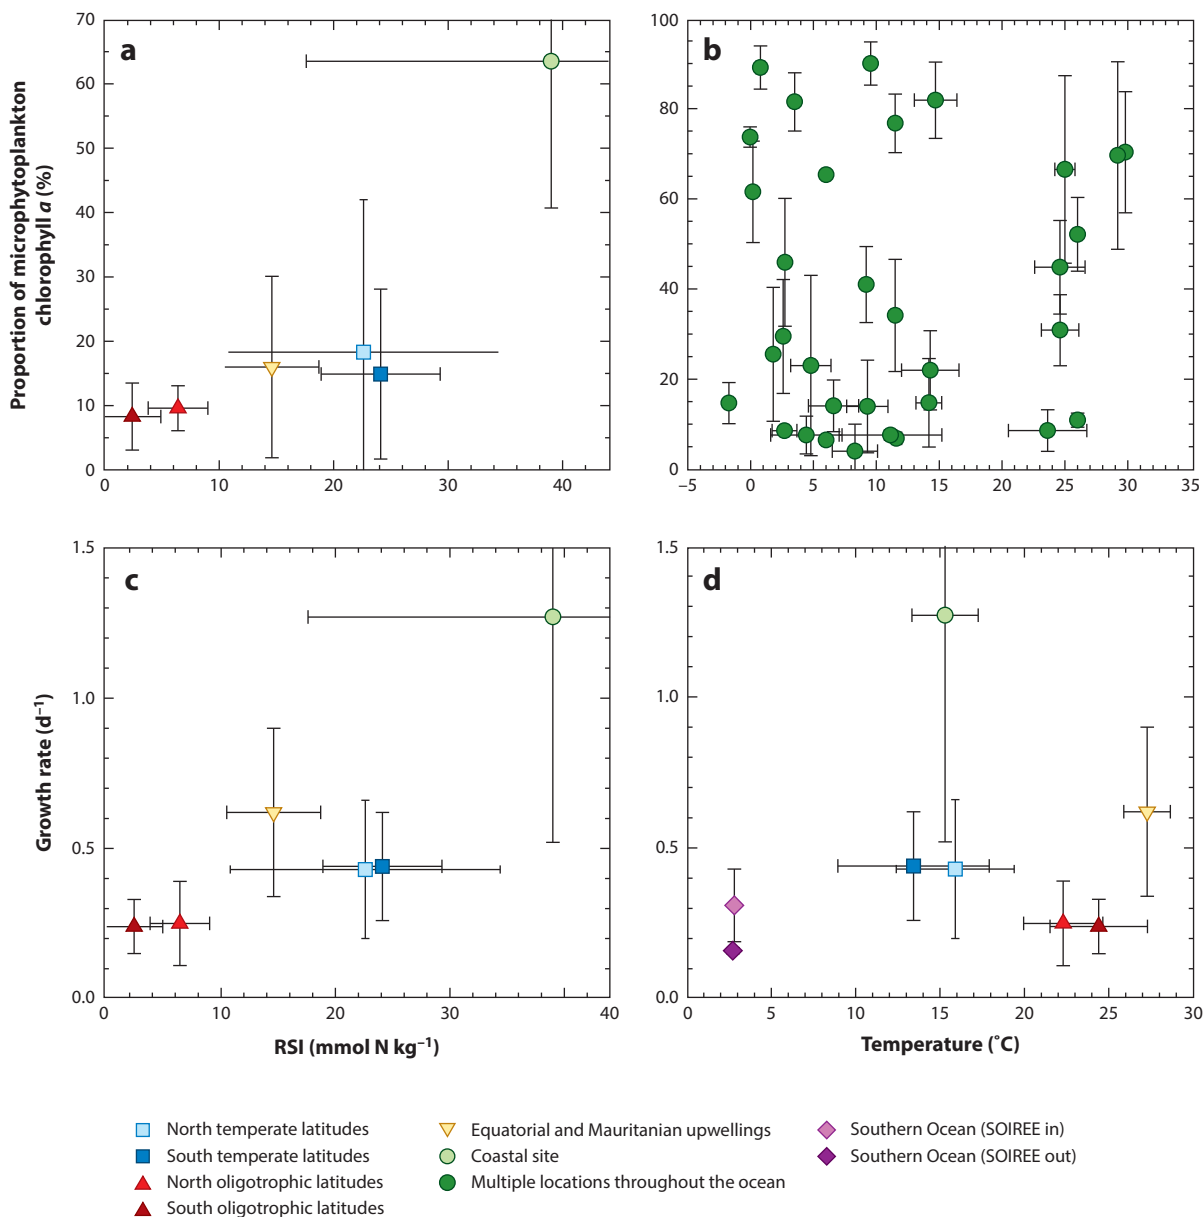 a
b
Proportion of microphytoplankton
chlorophyll a (%)
70
60
50
40
30
20
10
0
0
10
20
30
40
100
80
60
40
20
0
−5
0
5
10
15
20
25
30
35
c
d
Growth rate (d−1)
1.5
1.0
0.5
0.0
0
10
20
30
40
RSI (mmol N kg−1)
1.5
1.0
0.5
0.0
0
5
10
15
20
25
30
Temperature (˚C)
North temperate latitudes
South temperate latitudes
North oligotrophic latitudes
South oligotrophic latitudes
Equatorial and Mauritanian upwellings
Coastal site
Multiple locations throughout the ocean
Southern Ocean (SOIREE in)
Southern Ocean (SOIREE out)